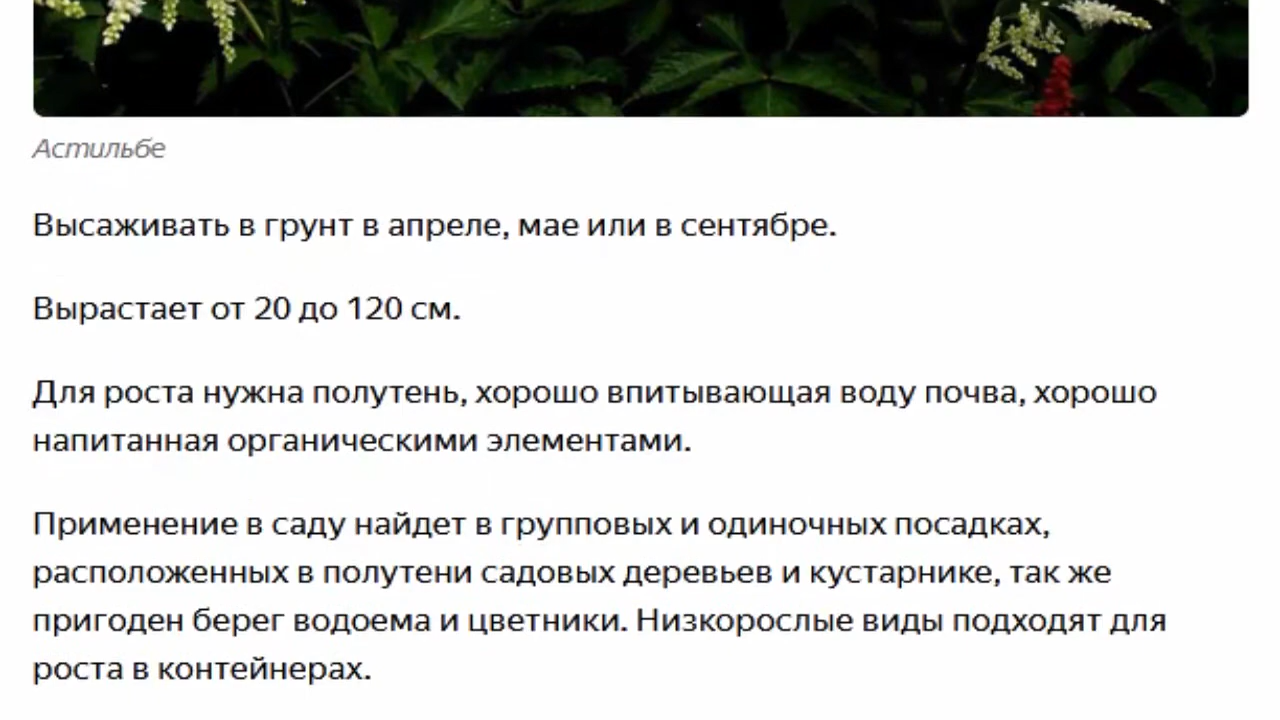 Астильбе
Высаживать в грунт в апреле, мае или в сентябре.
Вырастает от 20 до 120 см.
Для роста нужна полутень, хорошо впитывающая воду почва, хорошо
напитанная органическими элементами.
Применение в саду найдет в групповых и одиночных посадках,
расположенных в полутени садовых деревьев и кустарнике, так же
пригоден берег водоема и цветники. Низкорослые виды подходят для
роста в контейнерах.